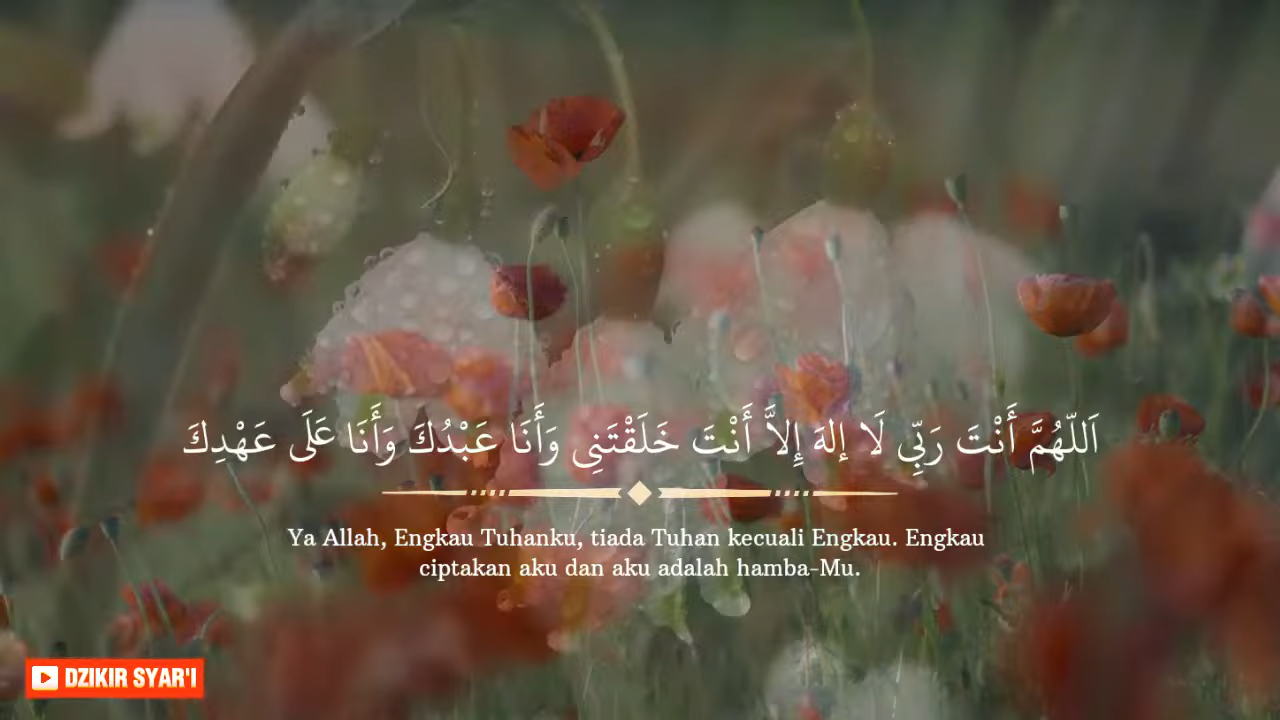 اَللّهُمَّ أَنْتَ رَبِّي لَا إلهَ إِلاَّ أَنْتَ خَلَقْتَنِي وَأَنَا عَبْدُكَ وَأَنَا عَلَى عَهْدِكَ
Ya Allah, Engkau Tuhanku, tiada Tuhan kecuali Engkau. Engkau
ciptakan aku dan aku adalah hamba-Mu.
DZIKIR SYAR'I